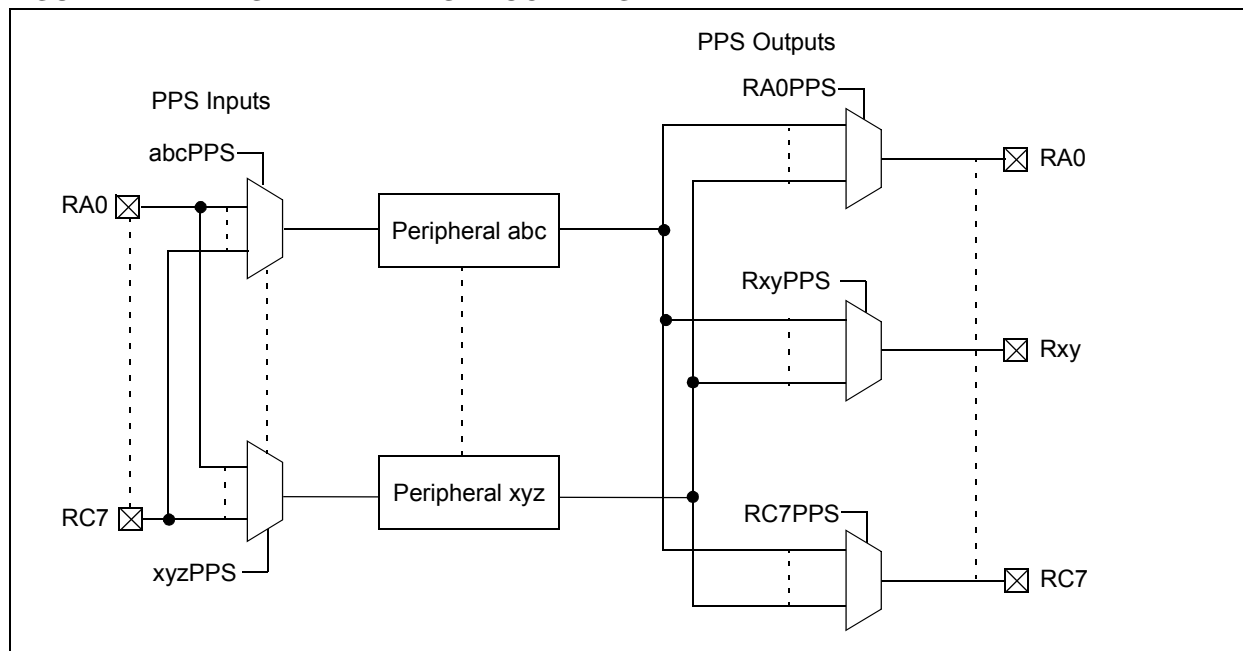 PPS Outputs
RA0PPS
PPS Inputs
abcPPS
RA0
RA0
Peripheral abc
RxyPPS
Rxy
Peripheral xyz
RC7
RC7PPS
xyzPPS
RC7